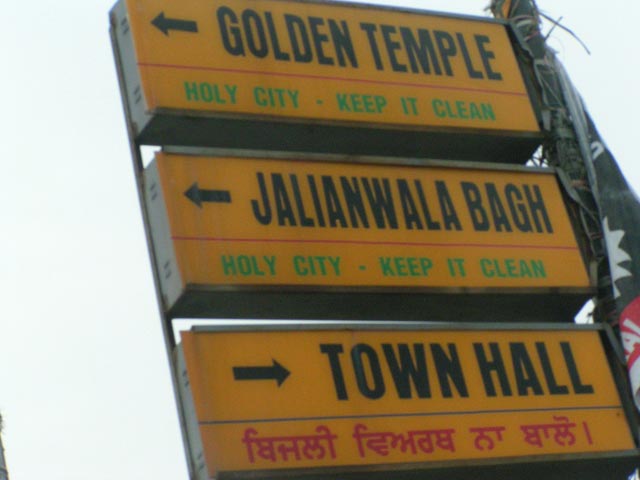 GOLDEN TEMPLE
HOLY CITY - KEEP IT CLEAN
JALIANWALA BAGH
HOLY CITY - KEEP IT CLEAN
TOWN HALL
ਬਿਜਲੀ ਵਿਅਰਥ ਨਾ ਬਾਲੋ।